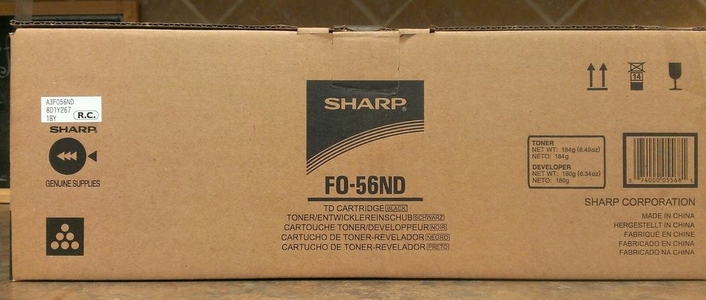 A3F056ND
8D1Y267
1BY
R.C.
SHARP
GENUINE SUPPLIES
SHARP
FO-56ND
TD CARTRIDGE BLACK
TONER/ENTWICKLEREINSCHUB SCHWARZ
CARTOUCHE TONER/DEVELOPPEUR NOIR
CARTUCHO DE TONER-REVELADOR NEGRO
CARTUCHO DE TONER-REVELADOR PRETO
14
TONER
NET WT: 184g (6.49oz)
NETO: 184g
DEVELOPER
NET WT: 180g (6.34oz)
NETO: 180g
SHARP CORPORATION
MADE IN CHINA
HERGESTELLT IN CHINA
FABRIQUÉ EN CHINE
FABRICADO EN CHINA
FABRICADO NA CHINA